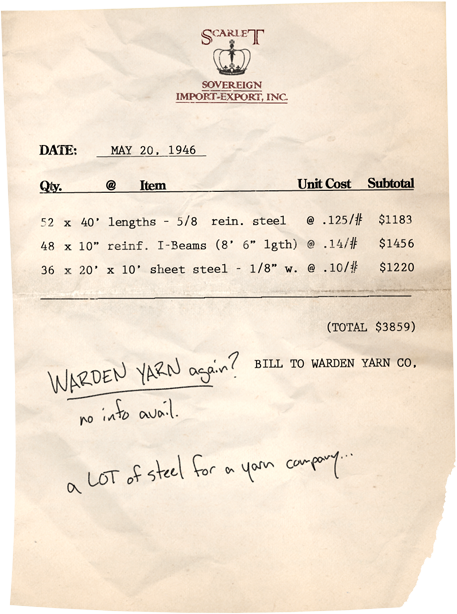 SCARLET
SOVEREIGN
IMPORT-EXPORT, INC.
DATE: MAY 20, 1946
Qty. @ Item Unit Cost Subtotal
52 x 40' lengths - 5/8 rein. steel @ .125/# $1183
48 x 10" reinf. I-Beams (8' 6" lgth) @ .14/# $1456
36 x 20' x 10' sheet steel - 1/8" w. @ .10/# $1220
(TOTAL $3859)
BILL TO WARDEN YARN CO.
WARDEN YARN again?
no info avail.
a LOT of steel for a yarn company...